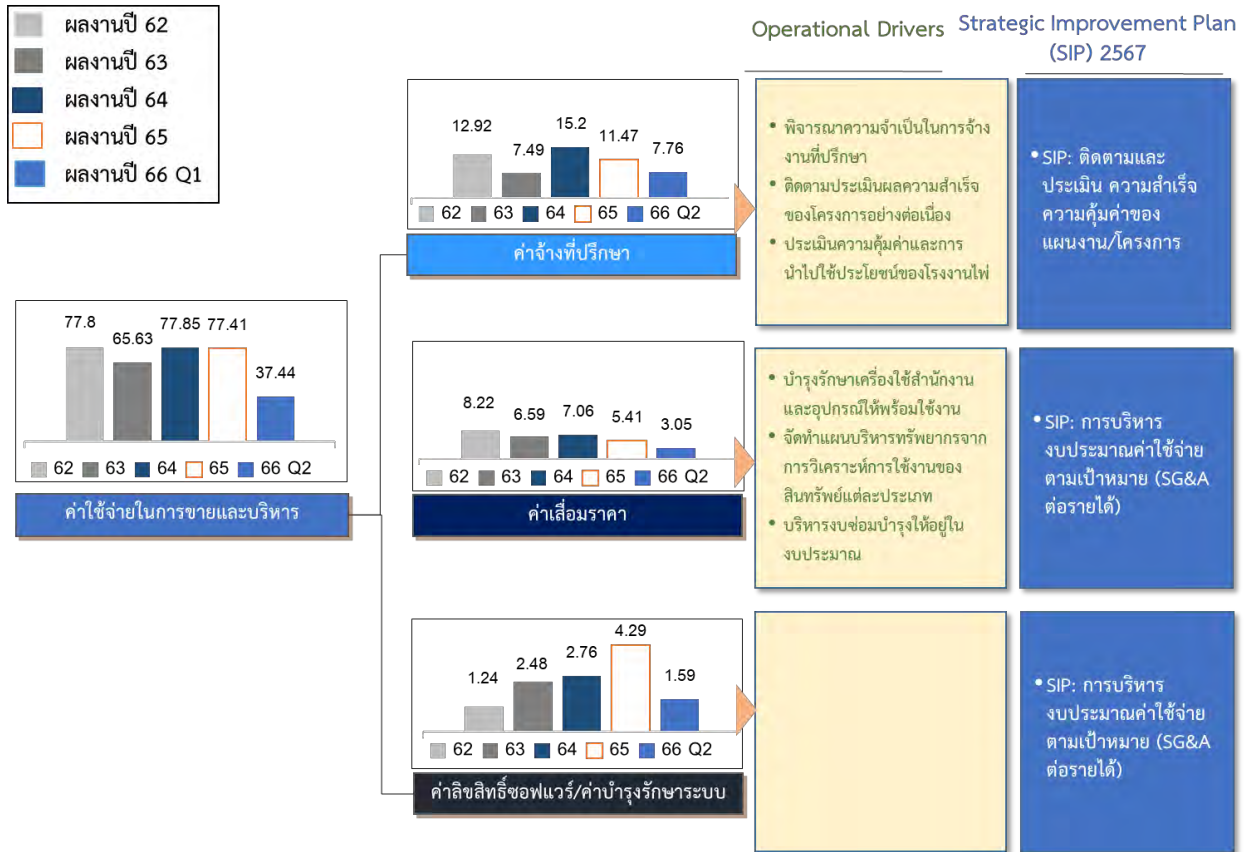 ผลงานปี 62
ผลงานปี 63
ผลงานปี 64
ผลงานปี 65
ผลงานปี 66 Q1
Operational Drivers
Strategic Improvement Plan
(SIP) 2567
12.92
7.49
15.2
11.47
7.76
62 63 64 65 66 Q2
ค่าจ้างที่ปรึกษา
• พิจารณาความจำเป็นในการจ้าง
งานที่ปรึกษา
• ติดตามประเมินผลความสำเร็จ
ของโครงการอย่างต่อเนื่อง
• ประเมินความคุ้มค่าและการ
นำไปใช้ประโยชน์ของโรงงานไพ่
• SIP: ติดตามและ
ประเมิน ความสำเร็จ
ความคุ้มค่าของ
แผนงาน/โครงการ
77.8
65.63
77.85
77.41
37.44
62 63 64 65 66 Q2
ค่าใช้จ่ายในการขายและบริหาร
8.22
6.59
7.06
5.41
3.05
62 63 64 65 66 Q2
ค่าเสื่อมราคา
• บำรุงรักษาเครื่องใช้สำนักงาน
และอุปกรณ์ให้พร้อมใช้งาน
• จัดทำแผนบริหารทรัพยากรจาก
การวิเคราะห์การใช้งานของ
สินทรัพย์แต่ละประเภท
• บริหารงบซ่อมบำรุงให้อยู่ใน
งบประมาณ
• SIP: การบริหาร
งบประมาณค่าใช้จ่าย
ตามเป้าหมาย (SG&A
ต่อรายได้)
1.24
2.48
2.76
4.29
1.59
62 63 64 65 66 Q2
ค่าลิขสิทธิ์ซอฟแวร์/ค่าบำรุงรักษาระบบ
• SIP: การบริหาร
งบประมาณค่าใช้จ่าย
ตามเป้าหมาย (SG&A
ต่อรายได้)